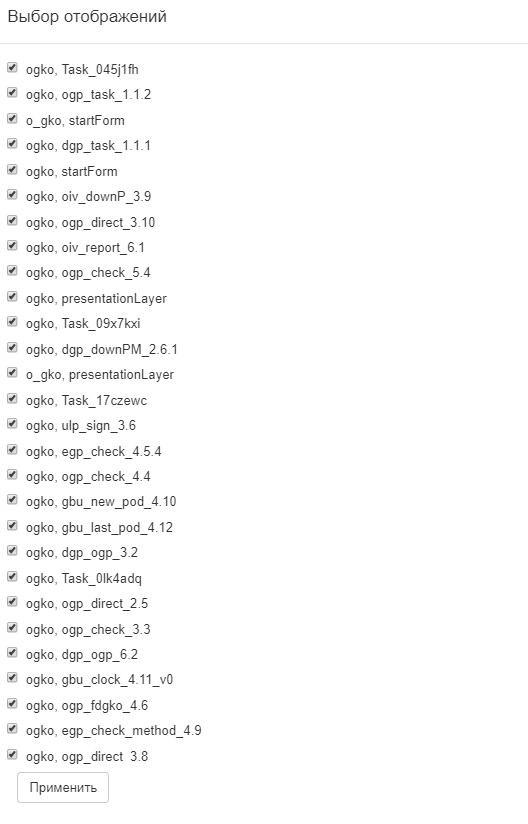 Выбор отображений
ogko, Task_045j1fh
ogko, ogp_task_1.1.2
o_gko, startForm
ogko, dgp_task_1.1.1
ogko, startForm
ogko, oiv_downP_3.9
ogko, ogp_direct_3.10
ogko, oiv_report_6.1
ogko, ogp_check_5.4
ogko, presentationLayer
ogko, Task_09x7kxi
ogko, dgp_downPM_2.6.1
o_gko, presentationLayer
ogko, Task_17czewc
ogko, ulp_sign_3.6
ogko, egp_check_4.5.4
ogko, ogp_check_4.4
ogko, gbu_new_pod_4.10
ogko, gbu_last_pod_4.12
ogko, dgp_ogp_3.2
ogko, Task_0lk4adq
ogko, ogp_direct_2.5
ogko, ogp_check_3.3
ogko, dgp_ogp_6.2
ogko, gbu_clock_4.11_v0
ogko, ogp_fdgko_4.6
ogko, egp_check_method_4.9
ogko, ogp_direct_3.8
Применить